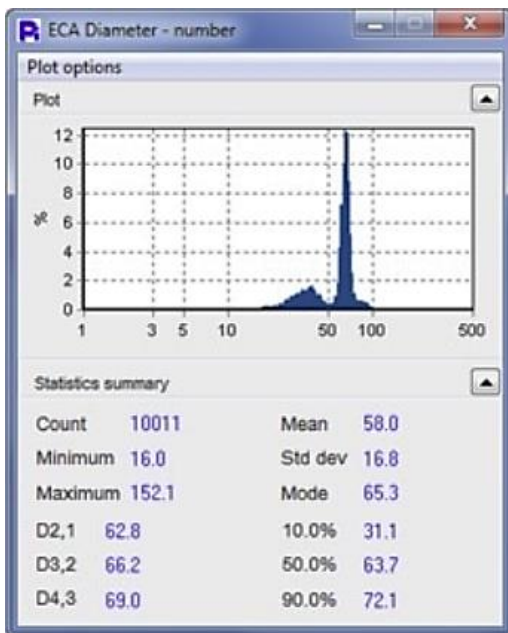 ECA Diameter - number
Plot options
Plot
12
10
8
6
4
2
0
%
1 3 5 10 50 100 500
Statistics summary
Count 10011 Mean 58.0
Minimum 16.0 Std dev 16.8
Maximum 152.1 Mode 65.3
D2,1 62.8 10.0% 31.1
D3,2 66.2 50.0% 63.7
D4,3 69.0 90.0% 72.1